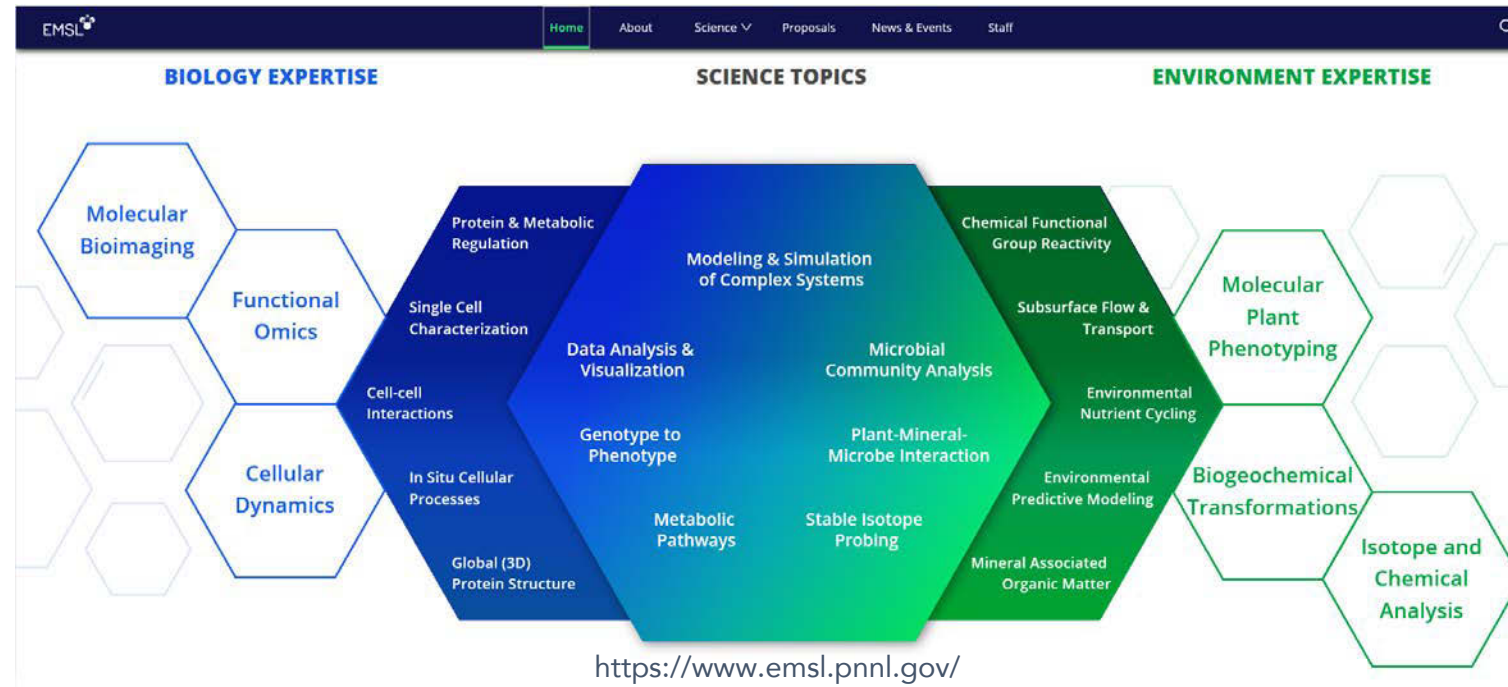 EMSL
Home
About
Science
Proposals
News & Events
Staff
BIOLOGY EXPERTISE
SCIENCE TOPICS
ENVIRONMENT EXPERTISE
Molecular
Bioimaging
Functional
Omics
Cellular
Dynamics
Protein & Metabolic
Regulation
Single Cell
Characterization
Cell-cell
Interactions
In Situ Cellular
Processes
Global (3D)
Protein Structure
Modeling & Simulation
of Complex Systems
Data Analysis &
Visualization
Microbial
Community Analysis
Genotype to
Phenotype
Plant-Mineral-
Microbe Interaction
Metabolic
Pathways
Stable Isotope
Probing
Chemical Functional
Group Reactivity
Subsurface Flow &
Transport
Environmental
Nutrient Cycling
Environmental
Predictive Modeling
Mineral Associated
Organic Matter
Molecular
Plant
Phenotyping
Biogeochemical
Transformations
Isotope and
Chemical
Analysis
https://www.emsl.pnnl.gov/